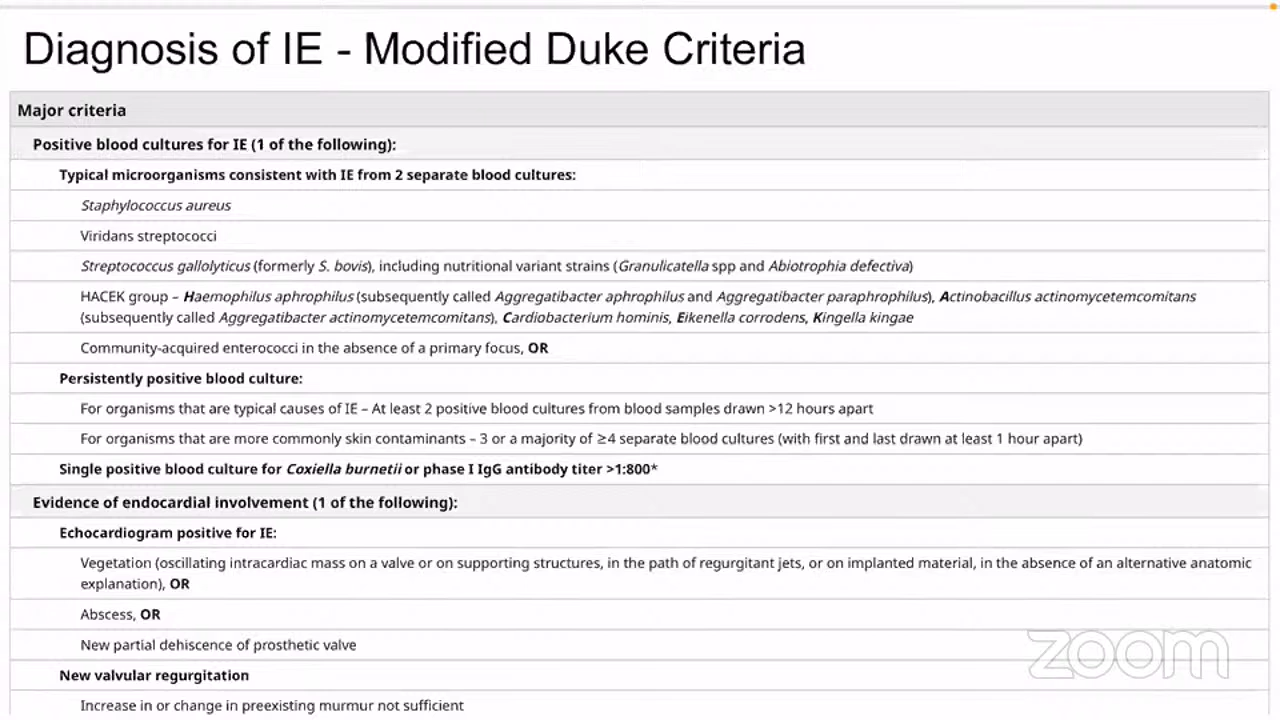 Diagnosis of IE - Modified Duke Criteria
Major criteria
Positive blood cultures for IE (1 of the following):
Typical microorganisms consistent with IE from 2 separate blood cultures:
Staphylococcus aureus
Viridans streptococci
Streptococcus gallolyticus (formerly S. bovis), including nutritional variant strains (Granulicatella spp and Abiotrophia defectiva)
HACEK group – Haemophilus aphrophilus (subsequently called Aggregatibacter aphrophilus and Aggregatibacter paraphrophilus), Actinobacillus actinomycetemcomitans
(subsequently called Aggregatibacter actinomycetemcomitans), Cardiobacterium hominis, Eikenella corrodens, Kingella kingae
Community-acquired enterococci in the absence of a primary focus, OR
Persistently positive blood culture:
For organisms that are typical causes of IE – At least 2 positive blood cultures from blood samples drawn >12 hours apart
For organisms that are more commonly skin contaminants – 3 or a majority of ≥4 separate blood cultures (with first and last drawn at least 1 hour apart)
Single positive blood culture for Coxiella burnetii or phase I IgG antibody titer >1:800*
Evidence of endocardial involvement (1 of the following):
Echocardiogram positive for IE:
Vegetation (oscillating intracardiac mass on a valve or on supporting structures, in the path of regurgitant jets, or on implanted material, in the absence of an alternative anatomic
explanation), OR
Abscess, OR
New partial dehiscence of prosthetic valve
New valvular regurgitation
Increase in or change in preexisting murmur not sufficient
zoom